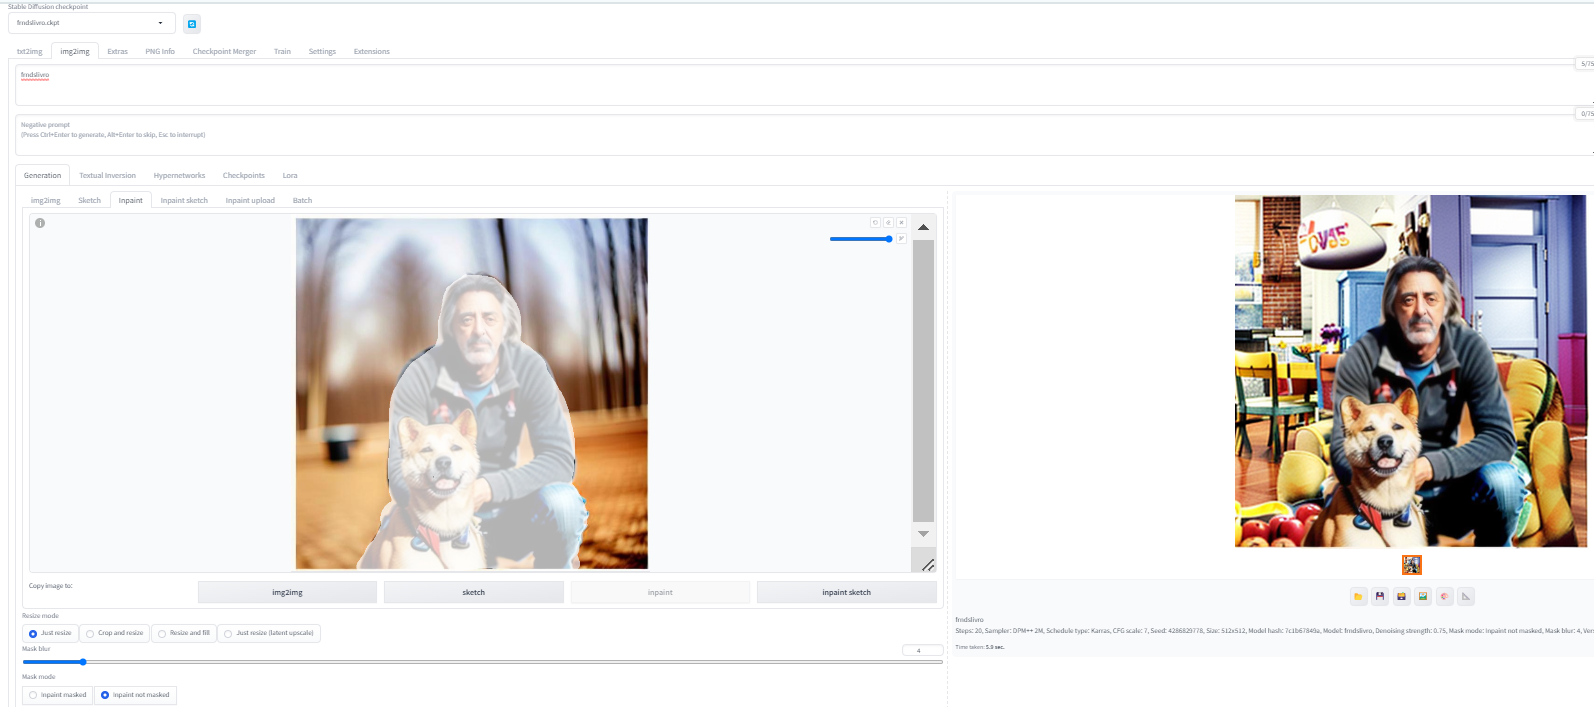 Stable Diffusion checkpoint
frndslivro.ckpt
txt2img img2img Extras PNG Info Checkpoint Merger Train Settings Extensions
frndslivro
5/75
Negative prompt
(Press Ctrl+Enter to generate, Alt+Enter to skip, Esc to interrupt)
0/75
Generation Textual Inversion Hypernetworks Checkpoints Lora
img2img Sketch Inpaint Inpaint sketch Inpaint upload Batch
Copy image to:
img2img sketch inpaint inpaint sketch
Resize mode
Just resize Crop and resize Resize and fill Just resize (latent upscale)
Mask blur
4
Mask mode
Inpaint masked Inpaint not masked
frndslivro
Steps: 20, Sampler: DPM++ 2M, Schedule type: Karras, CFG scale: 7, Seed: 4286829778, Size: 512x512, Model hash: 7c1b67849a, Model: frndslivro, Denoising strength: 0.75, Mask mode: Inpaint not masked, Mask blur: 4, Ver
Time taken: 5.9 sec.